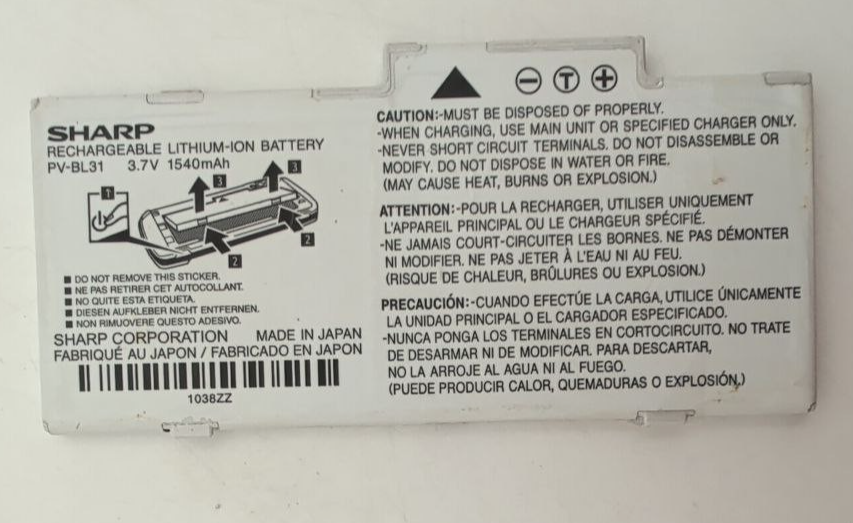 SHARP
RECHARGEABLE LITHIUM-ION BATTERY
PV-BL31 3.7V 1540mAh
1
3
3
2
2
■ DO NOT REMOVE THIS STICKER.
■ NE PAS RETIRER CET AUTOCOLLANT.
■ NO QUITE ESTA ETIQUETA.
■ DIESEN AUFKLEBER NICHT ENTFERNEN.
■ NON RIMUOVERE QUESTO ADESIVO.
SHARP CORPORATION MADE IN JAPAN
FABRIQUÉ AU JAPON / FABRICADO EN JAPON
1038ZZ
− T +
CAUTION:-MUST BE DISPOSED OF PROPERLY.
-WHEN CHARGING, USE MAIN UNIT OR SPECIFIED CHARGER ONLY.
-NEVER SHORT CIRCUIT TERMINALS. DO NOT DISASSEMBLE OR
MODIFY. DO NOT DISPOSE IN WATER OR FIRE.
(MAY CAUSE HEAT, BURNS OR EXPLOSION.)
ATTENTION:-POUR LA RECHARGER, UTILISER UNIQUEMENT
L'APPAREIL PRINCIPAL OU LE CHARGEUR SPÉCIFIÉ.
-NE JAMAIS COURT-CIRCUITER LES BORNES. NE PAS DÉMONTER
NI MODIFIER. NE PAS JETER À L'EAU NI AU FEU.
(RISQUE DE CHALEUR, BRÛLURES OU EXPLOSION.)
PRECAUCIÓN:-CUANDO EFECTÚE LA CARGA, UTILICE ÚNICAMENTE
LA UNIDAD PRINCIPAL O EL CARGADOR ESPECIFICADO.
-NUNCA PONGA LOS TERMINALES EN CORTOCIRCUITO. NO TRATE
DE DESARMAR NI DE MODIFICAR. PARA DESCARTAR,
NO LA ARROJE AL AGUA NI AL FUEGO.
(PUEDE PRODUCIR CALOR, QUEMADURAS O EXPLOSIÓN.)